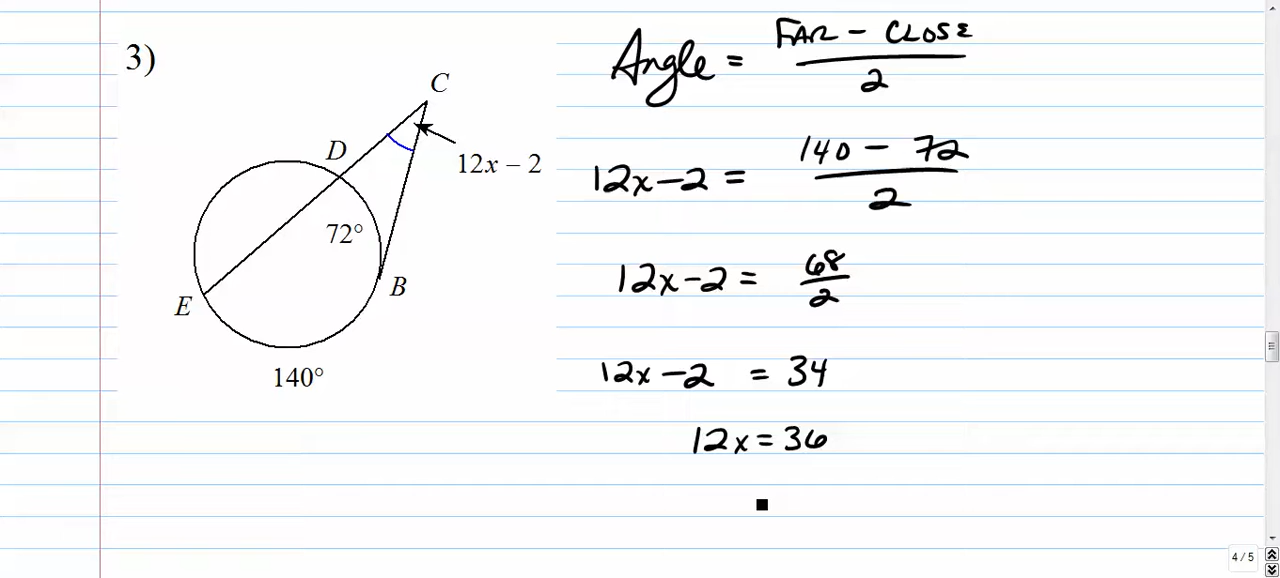 3)
C
D
12x – 2
72°
B
E
140°
Angle = FAR - CLOSE / 2
12x - 2 = 140 - 72 / 2
12x - 2 = 68 / 2
12x - 2 = 34
12x = 36
4 / 5